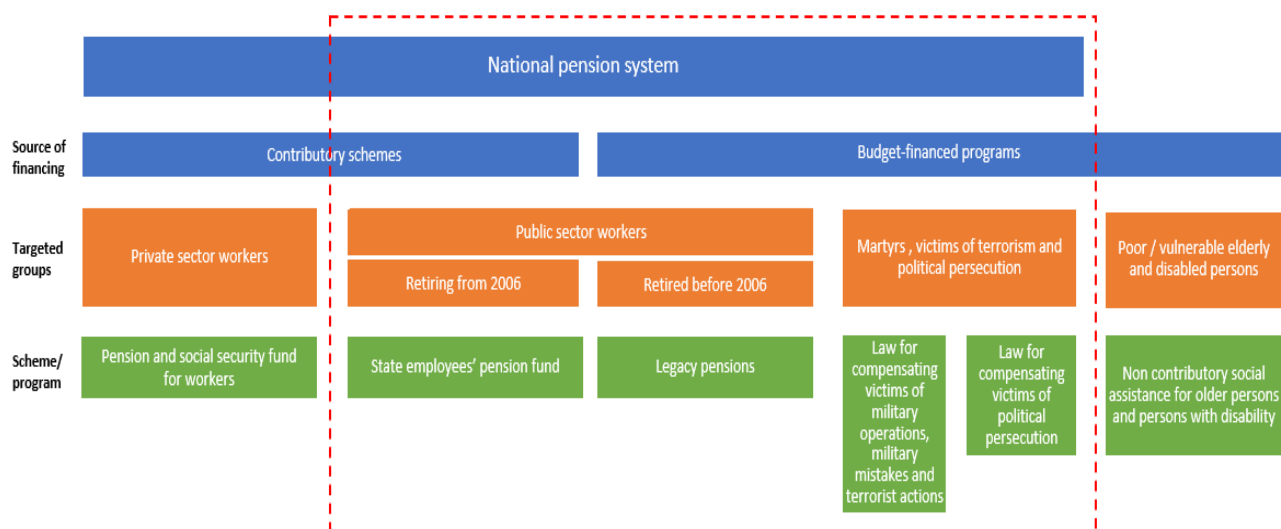 National pension system
Source of
financing
Contributory schemes
Budget-financed programs
Targeted
groups
Private sector workers
Public sector workers
Retiring from 2006
Retired before 2006
Martyrs , victims of terrorism and
political persecution
Poor / vulnerable elderly
and disabled persons
Scheme/
program
Pension and social security fund
for workers
State employees' pension fund
Legacy pensions
Law for
compensating
victims of
military
operations,
military
mistakes and
terrorist actions
Law for
compensating
victims of
political
persecution
Non contributory social
assistance for older persons
and persons with disability